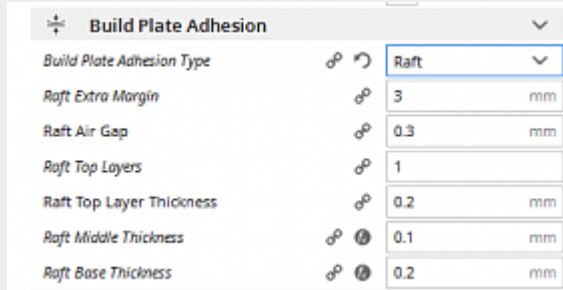 Build Plate Adhesion
Build Plate Adhesion Type Raft
Raft Extra Margin 3 mm
Raft Air Gap 0.3 mm
Raft Top Layers 1
Raft Top Layer Thickness 0.2 mm
Raft Middle Thickness 0.1 mm
Raft Base Thickness 0.2 mm